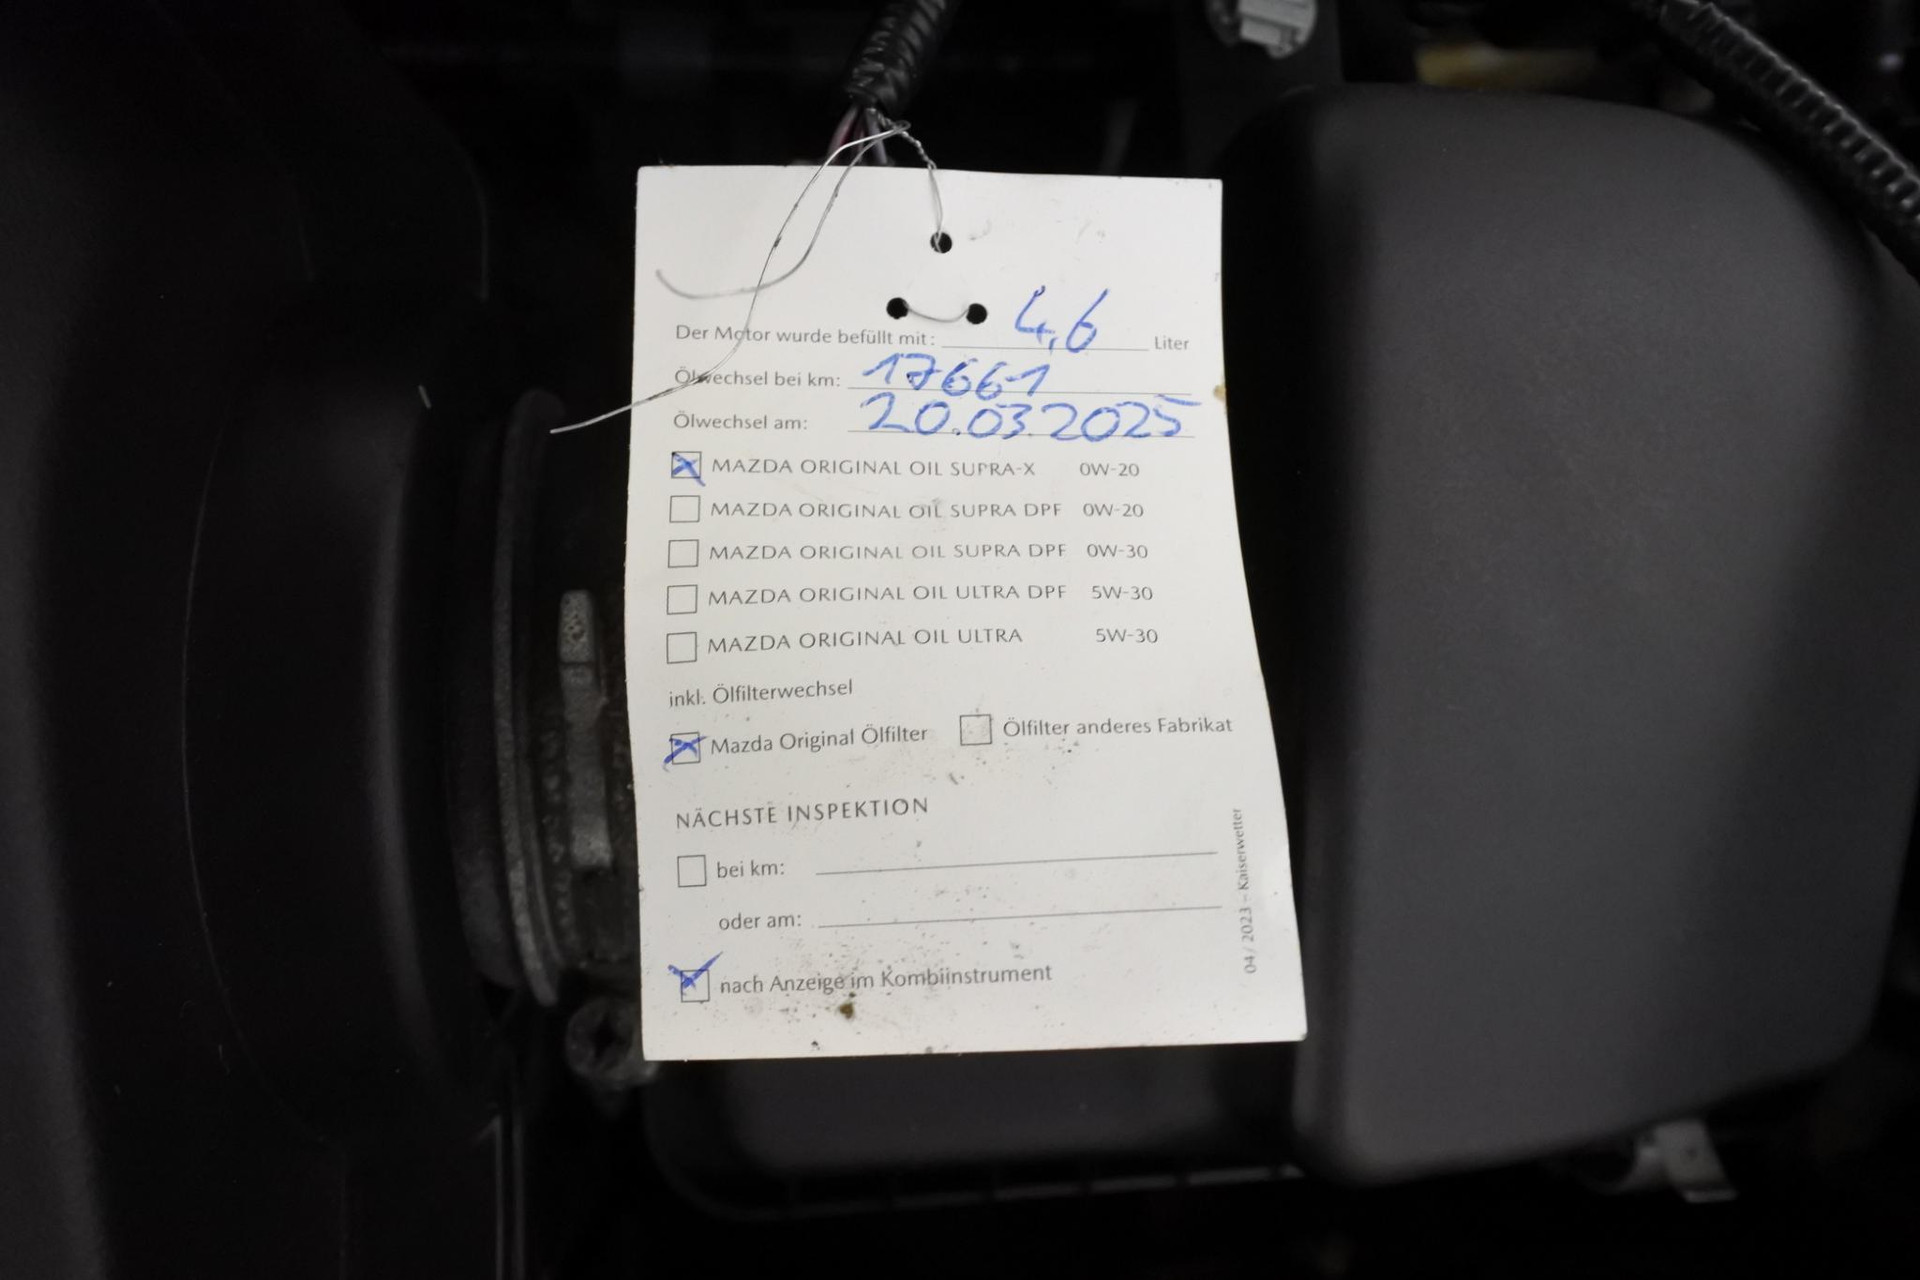 Der Motor wurde befüllt mit: 4,6 Liter
Ölwechsel bei km: 17661
Ölwechsel am: 20.03.2025
MAZDA ORIGINAL OIL SUPRA-X 0W-20
MAZDA ORIGINAL OIL SUPRA DPF 0W-20
MAZDA ORIGINAL OIL SUPRA DPF 0W-30
MAZDA ORIGINAL OIL ULTRA DPF 5W-30
MAZDA ORIGINAL OIL ULTRA 5W-30
inkl. Ölfilterwechsel
Mazda Original Ölfilter Ölfilter anderes Fabrikat
NÄCHSTE INSPEKTION
bei km:
oder am:
nach Anzeige im Kombiinstrument
04 / 2023 – Kaiserwetter